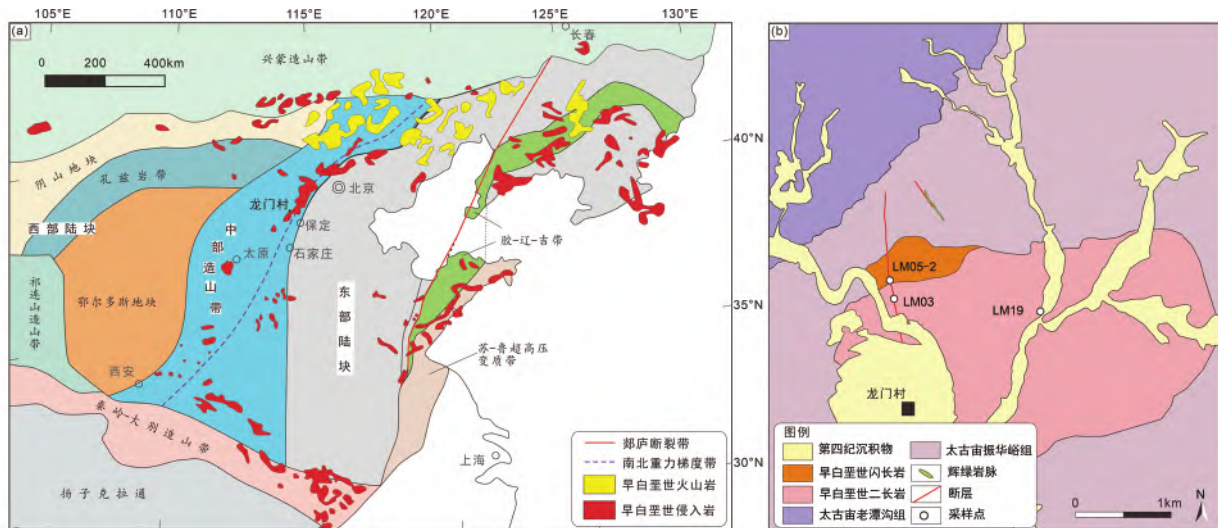 105°E
110°E
115°E
120°E
125°E
130°E
(a)
长春
0 200 400km
兴蒙造山带
40°N
阴山地块
孔兹岩带
北京
龙门村
保定
西部陆块
中部造山带
太原
石家庄
胶-辽-吉带
祁连山造山带
鄂尔多斯地块
东部陆块
35°N
苏-鲁超高压
变质带
西安
秦岭-大别造山带
上海
30°N
扬子克拉通
郯庐断裂带
南北重力梯度带
早白垩世火山岩
早白垩世侵入岩
(b)
LM05-2
LM03
LM19
龙门村
图例
第四纪沉积物
早白垩世闪长岩
早白垩世二长岩
太古宙老潭沟组
太古宙振华峪组
辉绿岩脉
断层
采样点
N
0 1km